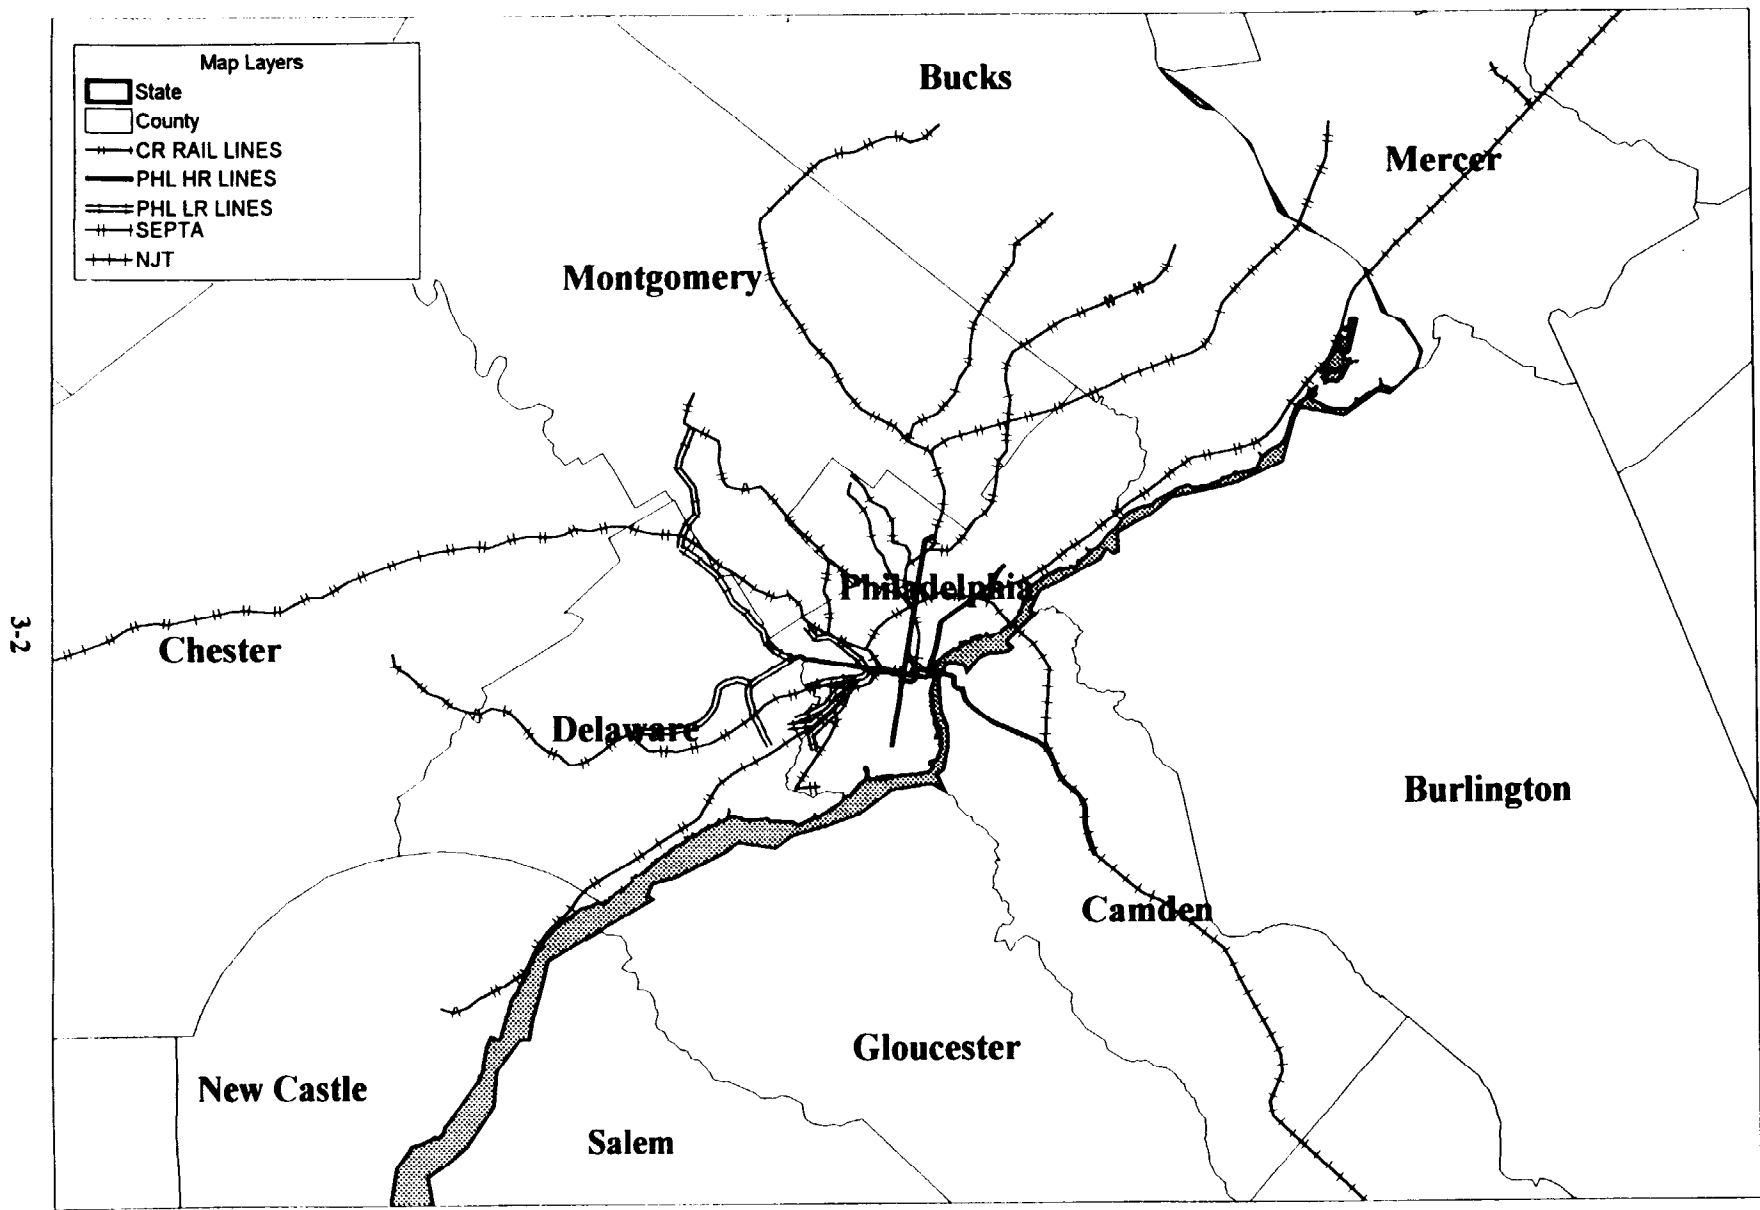 Map Layers
State
County
CR RAIL LINES
PHL HR LINES
PHL LR LINES
SEPTA
NJT
Bucks
Mercer
Montgomery
Philadelphia
3-2
Chester
Delaware
Burlington
Camden
Gloucester
New Castle
Salem